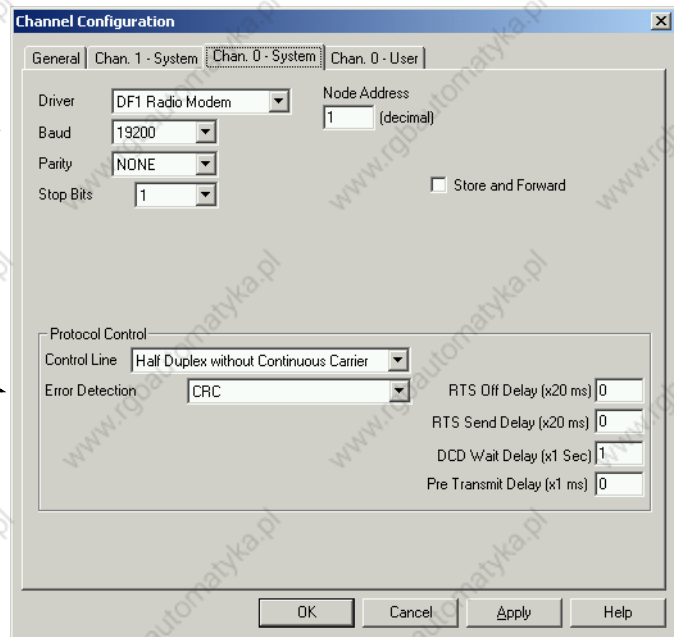 Channel Configuration
General Chan. 1 - System Chan. 0 - System Chan. 0 - User
Driver DF1 Radio Modem Node Address
1 (decimal)
Baud 19200
Parity NONE
Store and Forward
Stop Bits 1
Protocol Control
Control Line Half Duplex without Continuous Carrier
Error Detection CRC RTS Off Delay (x20 ms) 0
RTS Send Delay (x20 ms) 0
DCD Wait Delay (x1 Sec) 1
Pre Transmit Delay (x1 ms) 0
OK Cancel Apply Help
www.rgbautomatyka.pl